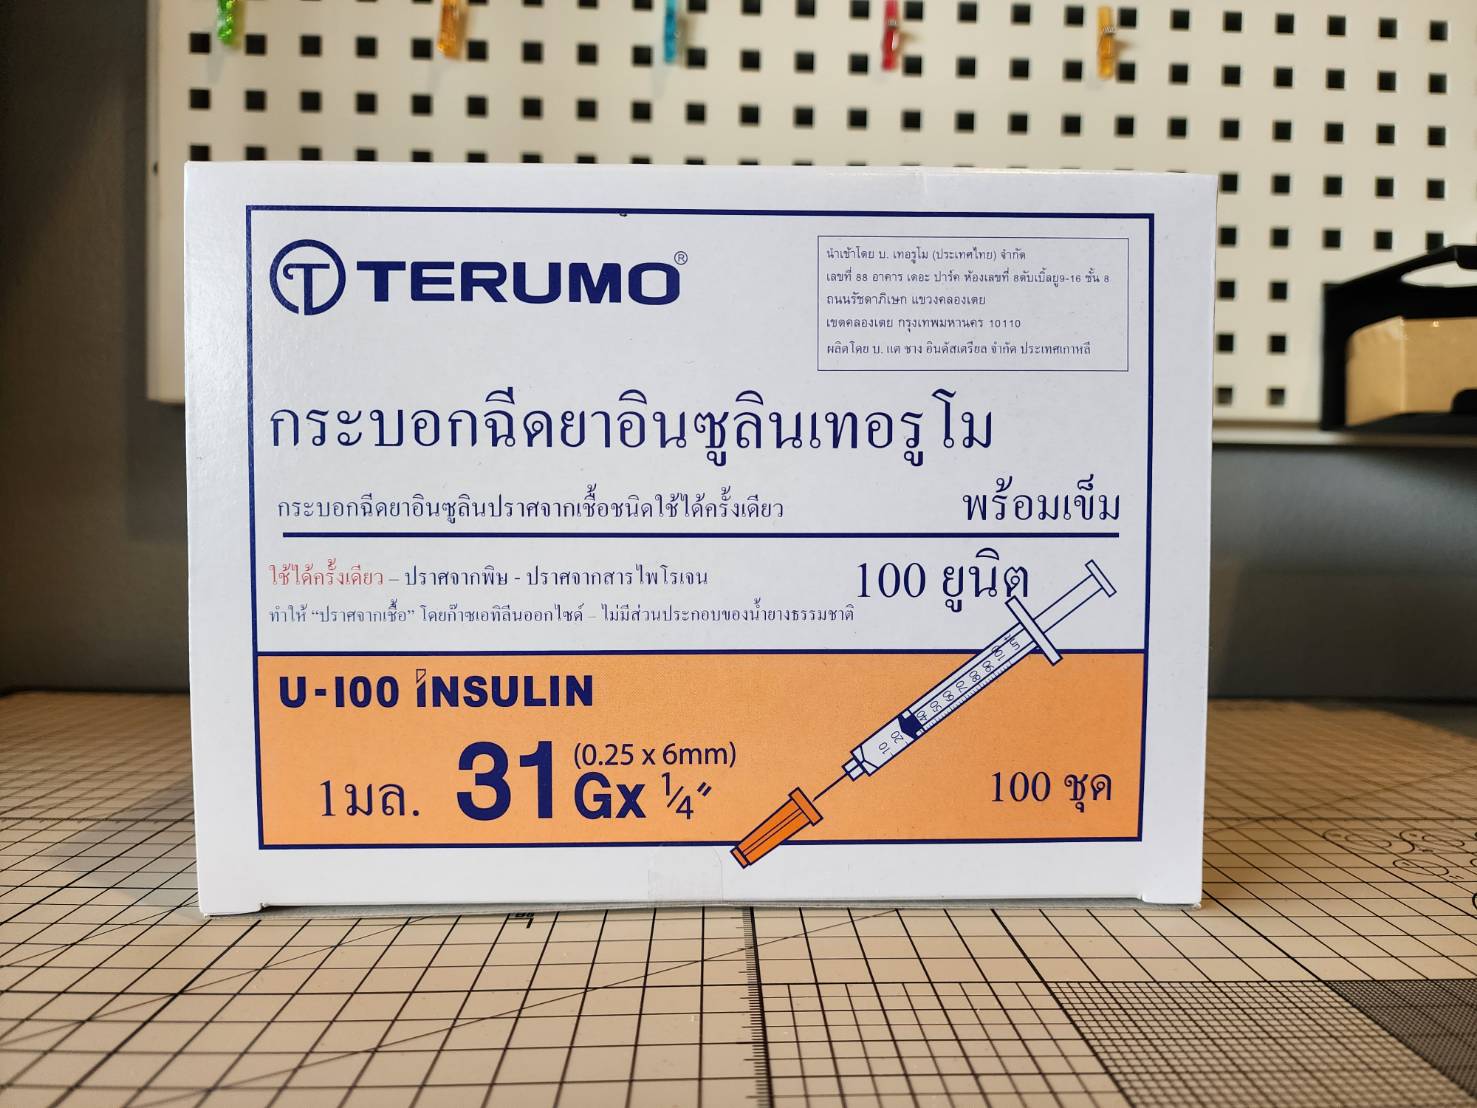 TERUMO®
นำเข้าโดย บ. เทอรูโม (ประเทศไทย) จำกัด
เลขที่ 88 อาคาร เดอะ ปาร์ค ห้องเลขที่ 8ดับเบิ้ลยู9-16 ชั้น 8
ถนนรัชดาภิเษก แขวงคลองเตย
เขตคลองเตย กรุงเทพมหานคร 10110
ผลิตโดย บ. แต ชาง อินดัสเตรียล จำกัด ประเทศเกาหลี
กระบอกฉีดยาอินซูลินเทอรูโม
กระบอกฉีดยาอินซูลินปราศจากเชื้อชนิดใช้ได้ครั้งเดียว
พร้อมเข็ม
ใช้ได้ครั้งเดียว – ปราศจากพิษ - ปราศจากสารไพโรเจน
100 ยูนิต
ทำให้ “ปราศจากเชื้อ” โดยก๊าซเอทิลีนออกไซด์ – ไม่มีส่วนประกอบของน้ำยางธรรมชาติ
U-100 INSULIN
1มล. 31Gx 1/4" (0.25 x 6mm)
100 ชุด
10 20 40 50 60 70 80 90 100